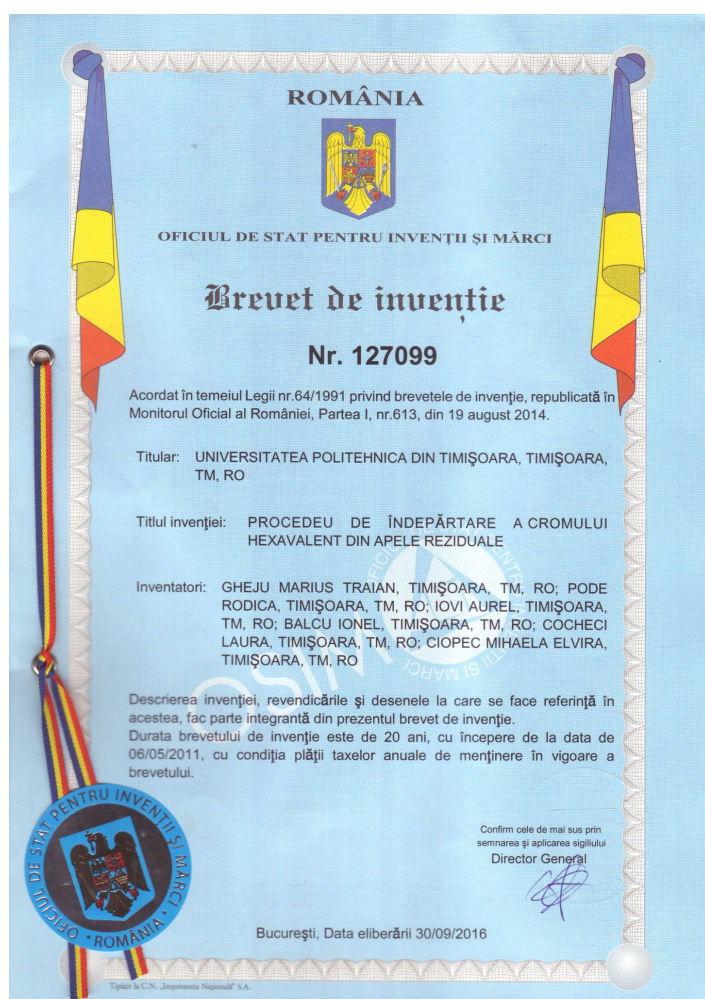 ROMÂNIA
OFICIUL DE STAT PENTRU INVENŢII ŞI MĂRCI
Brevet de invenţie
Nr. 127099
Acordat în temeiul Legii nr.64/1991 privind brevetele de invenţie, republicată în
Monitorul Oficial al României, Partea I, nr.613, din 19 august 2014.
Titular: UNIVERSITATEA POLITEHNICA DIN TIMIŞOARA, TIMIŞOARA,
TM, RO
Titlul invenţiei: PROCEDEU DE ÎNDEPĂRTARE A CROMULUI
HEXAVALENT DIN APELE REZIDUALE
Inventatori: GHEJU MARIUS TRAIAN, TIMIŞOARA, TM, RO; PODE
RODICA, TIMIŞOARA, TM, RO; IOVI AUREL, TIMIŞOARA,
TM, RO; BALCU IONEL, TIMIŞOARA, TM, RO; COCHECI
LAURA, TIMIŞOARA, TM, RO; CIOPEC MIHAELA ELVIRA,
TIMIŞOARA, TM, RO
OSIM
Descrierea invenţiei, revendicările şi desenele la care se face referinţă în
acestea, fac parte integrantă din prezentul brevet de invenţie.
Durata brevetului de invenţie este de 20 ani, cu începere de la data de
06/05/2011, cu condiţia plăţii taxelor anuale de menţinere în vigoare a
brevetului.
OFICIUL DE STAT PENTRU INVENŢII ŞI MĂRCI • ROMÂNIA •
Confirm cele de mai sus prin
semnarea şi aplicarea sigiliului
Director General
Bucureşti, Data eliberării 30/09/2016
Tipărit la C.N. „Imprimeria Naţională" S.A.